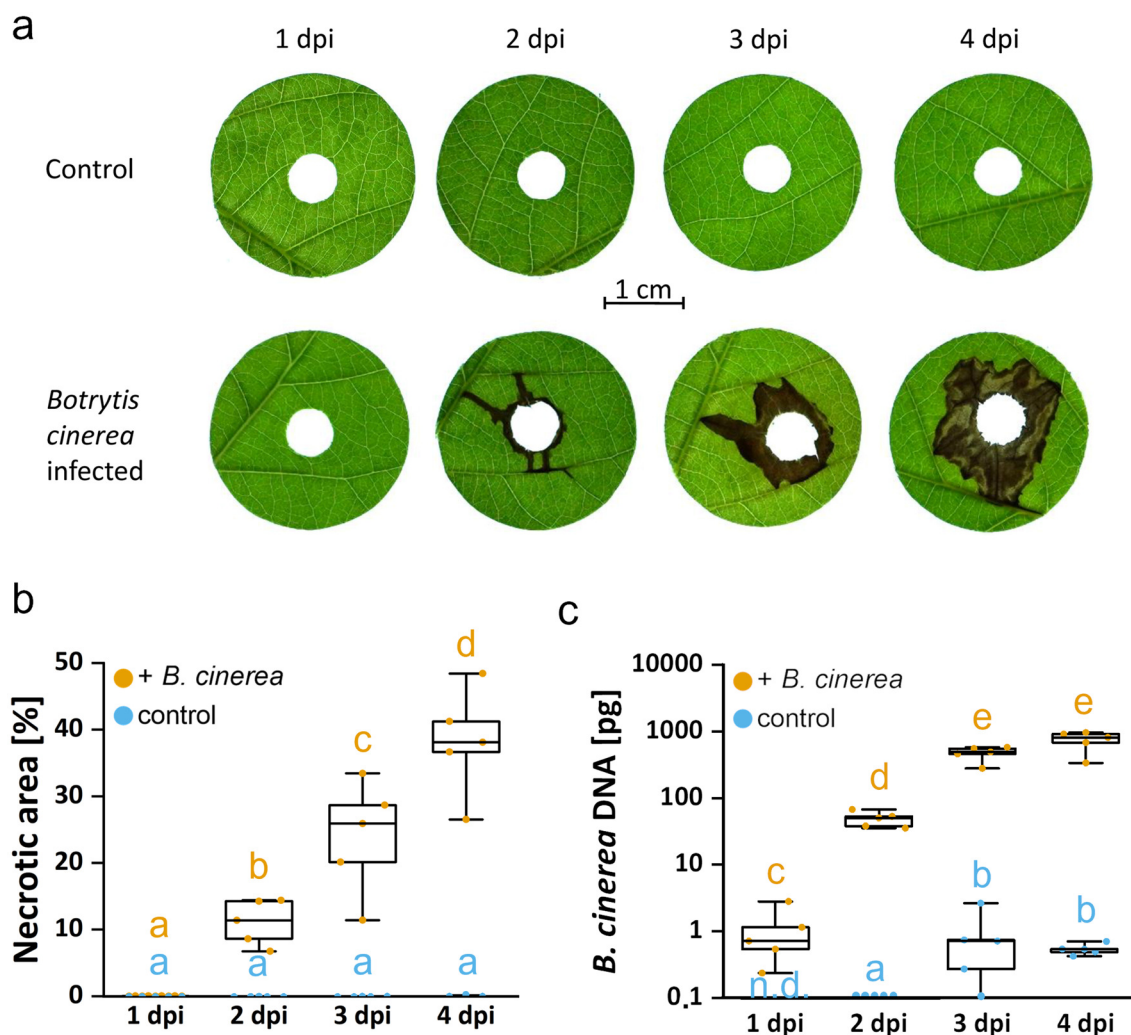 a
1 dpi 2 dpi 3 dpi 4 dpi
Control
1 cm
Botrytis
cinerea
infected
b
Necrotic area [%]
50
40
30
20
10
0
+ B. cinerea
control
a b c d
a a a a
1 dpi 2 dpi 3 dpi 4 dpi
c
B. cinerea DNA [pg]
10000
1000
100
10
1
0.1
+ B. cinerea
control
c d e e
n.d. a b b
1 dpi 2 dpi 3 dpi 4 dpi